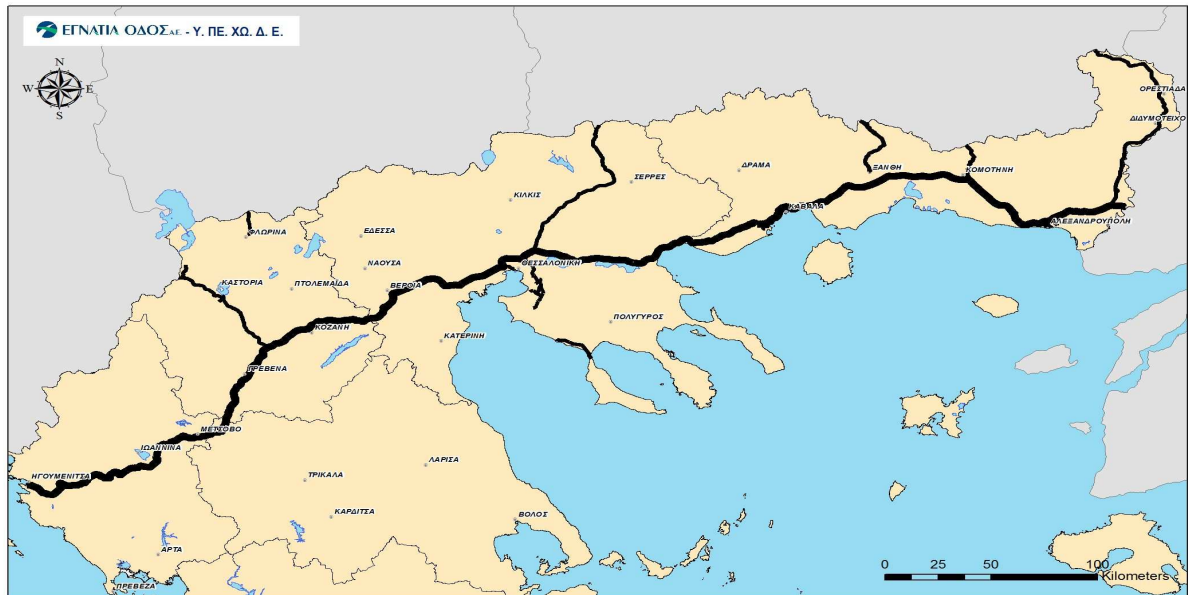 ΕΓΝΑΤΙΑ ΟΔΟΣ Α.Ε. - Υ. ΠΕ. ΧΩ. Δ. Ε.
N
W E
S
ΟΡΕΣΤΙΑΔΑ
ΔΙΔΥΜΟΤΕΙΧΟ
ΞΑΝΘΗ
ΚΟΜΟΤΗΝΗ
ΔΡΑΜΑ
ΣΕΡΡΕΣ
ΚΙΛΚΙΣ
ΚΑΒΑΛΑ
ΑΛΕΞΑΝΔΡΟΥΠΟΛΗ
ΦΛΩΡΙΝΑ
ΕΔΕΣΣΑ
ΘΕΣΣΑΛΟΝΙΚΗ
ΝΑΟΥΣΑ
ΚΑΣΤΟΡΙΑ
ΠΤΟΛΕΜΑΙΔΑ
ΒΕΡΟΙΑ
ΠΟΛΥΓΥΡΟΣ
ΚΟΖΑΝΗ
ΚΑΤΕΡΙΝΗ
ΓΡΕΒΕΝΑ
ΜΕΤΣΟΒΟ
ΙΩΑΝΝΙΝΑ
ΛΑΡΙΣΑ
ΗΓΟΥΜΕΝΙΤΣΑ
ΤΡΙΚΑΛΑ
ΚΑΡΔΙΤΣΑ
ΒΟΛΟΣ
ΑΡΤΑ
ΠΡΕΒΕΖΑ
0 25 50 100
Kilometers